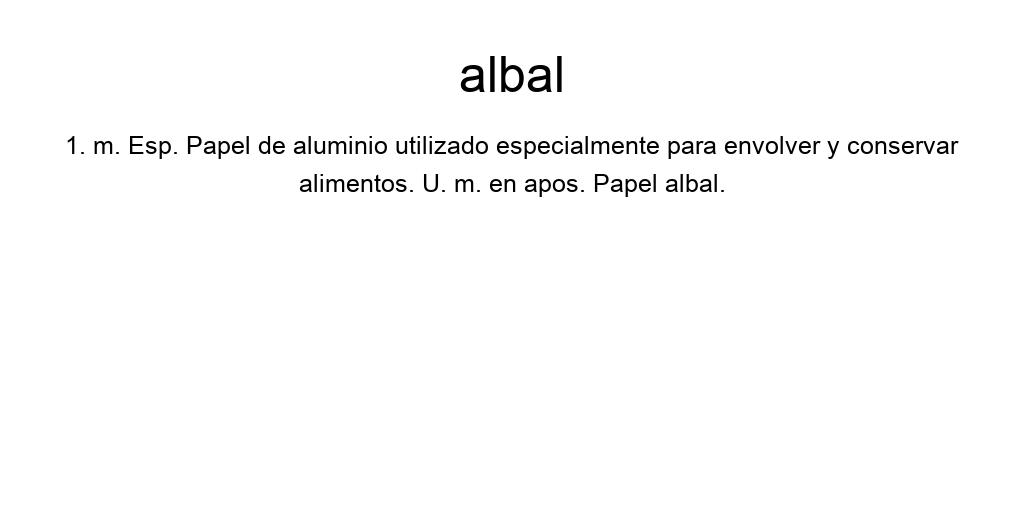 albal
1. m. Esp. Papel de aluminio utilizado especialmente para envolver y conservar
alimentos. U. m. en apos. Papel albal.